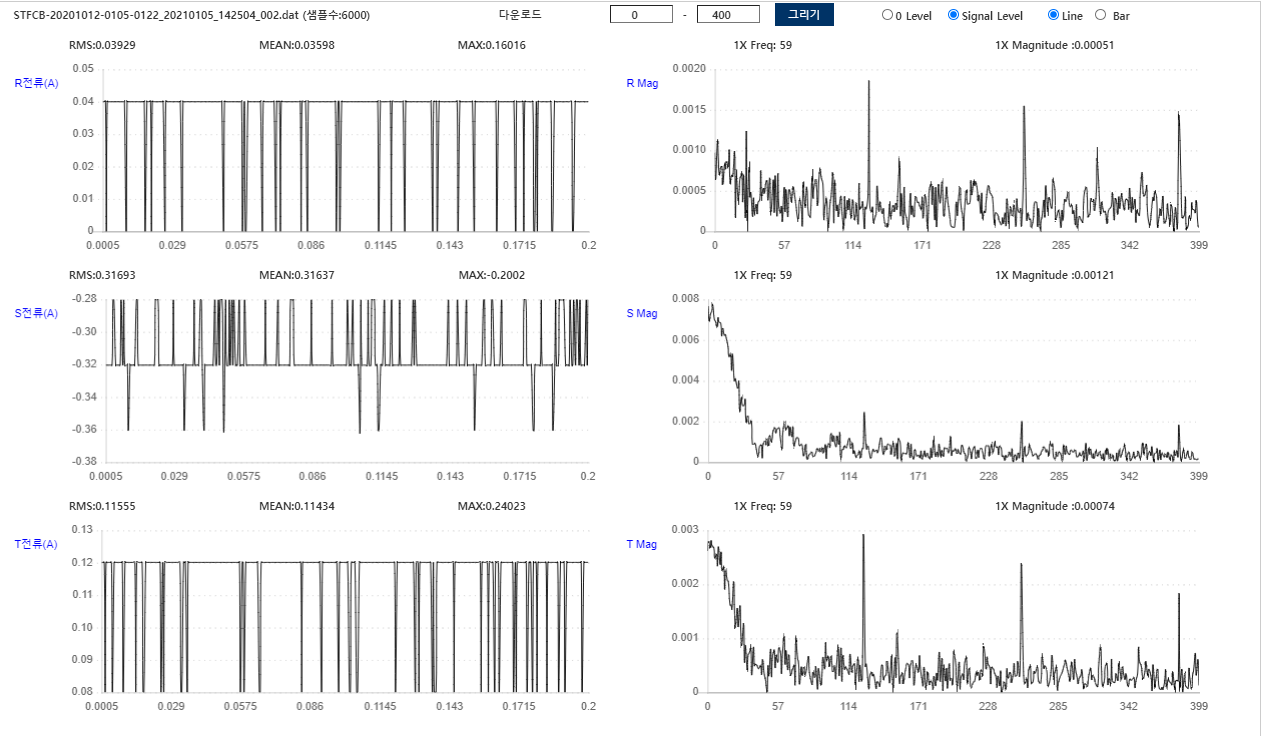 STFCB-20201012-0105-0122_20210105_142504_002.dat (샘플수:6000) 다운로드 0 - 400 그리기 0 Level Signal Level Line Bar
RMS:0.03929 MEAN:0.03598 MAX:0.16016 1X Freq: 59 1X Magnitude :0.00051
R전류(A)
0.05
0.04
0.03
0.02
0.01
0
0.0005 0.029 0.0575 0.086 0.1145 0.143 0.1715 0.2
R Mag
0.0020
0.0015
0.0010
0.0005
0
0 57 114 171 228 285 342 399
RMS:0.31693 MEAN:0.31637 MAX:-0.2002 1X Freq: 59 1X Magnitude :0.00121
S전류(A)
-0.28
-0.30
-0.32
-0.34
-0.36
-0.38
0.0005 0.029 0.0575 0.086 0.1145 0.143 0.1715 0.2
S Mag
0.008
0.006
0.004
0.002
0
0 57 114 171 228 285 342 399
RMS:0.11555 MEAN:0.11434 MAX:0.24023 1X Freq: 59 1X Magnitude :0.00074
T전류(A)
0.13
0.12
0.11
0.10
0.09
0.08
0.0005 0.029 0.0575 0.086 0.1145 0.143 0.1715 0.2
T Mag
0.003
0.002
0.001
0
0 57 114 171 228 285 342 399